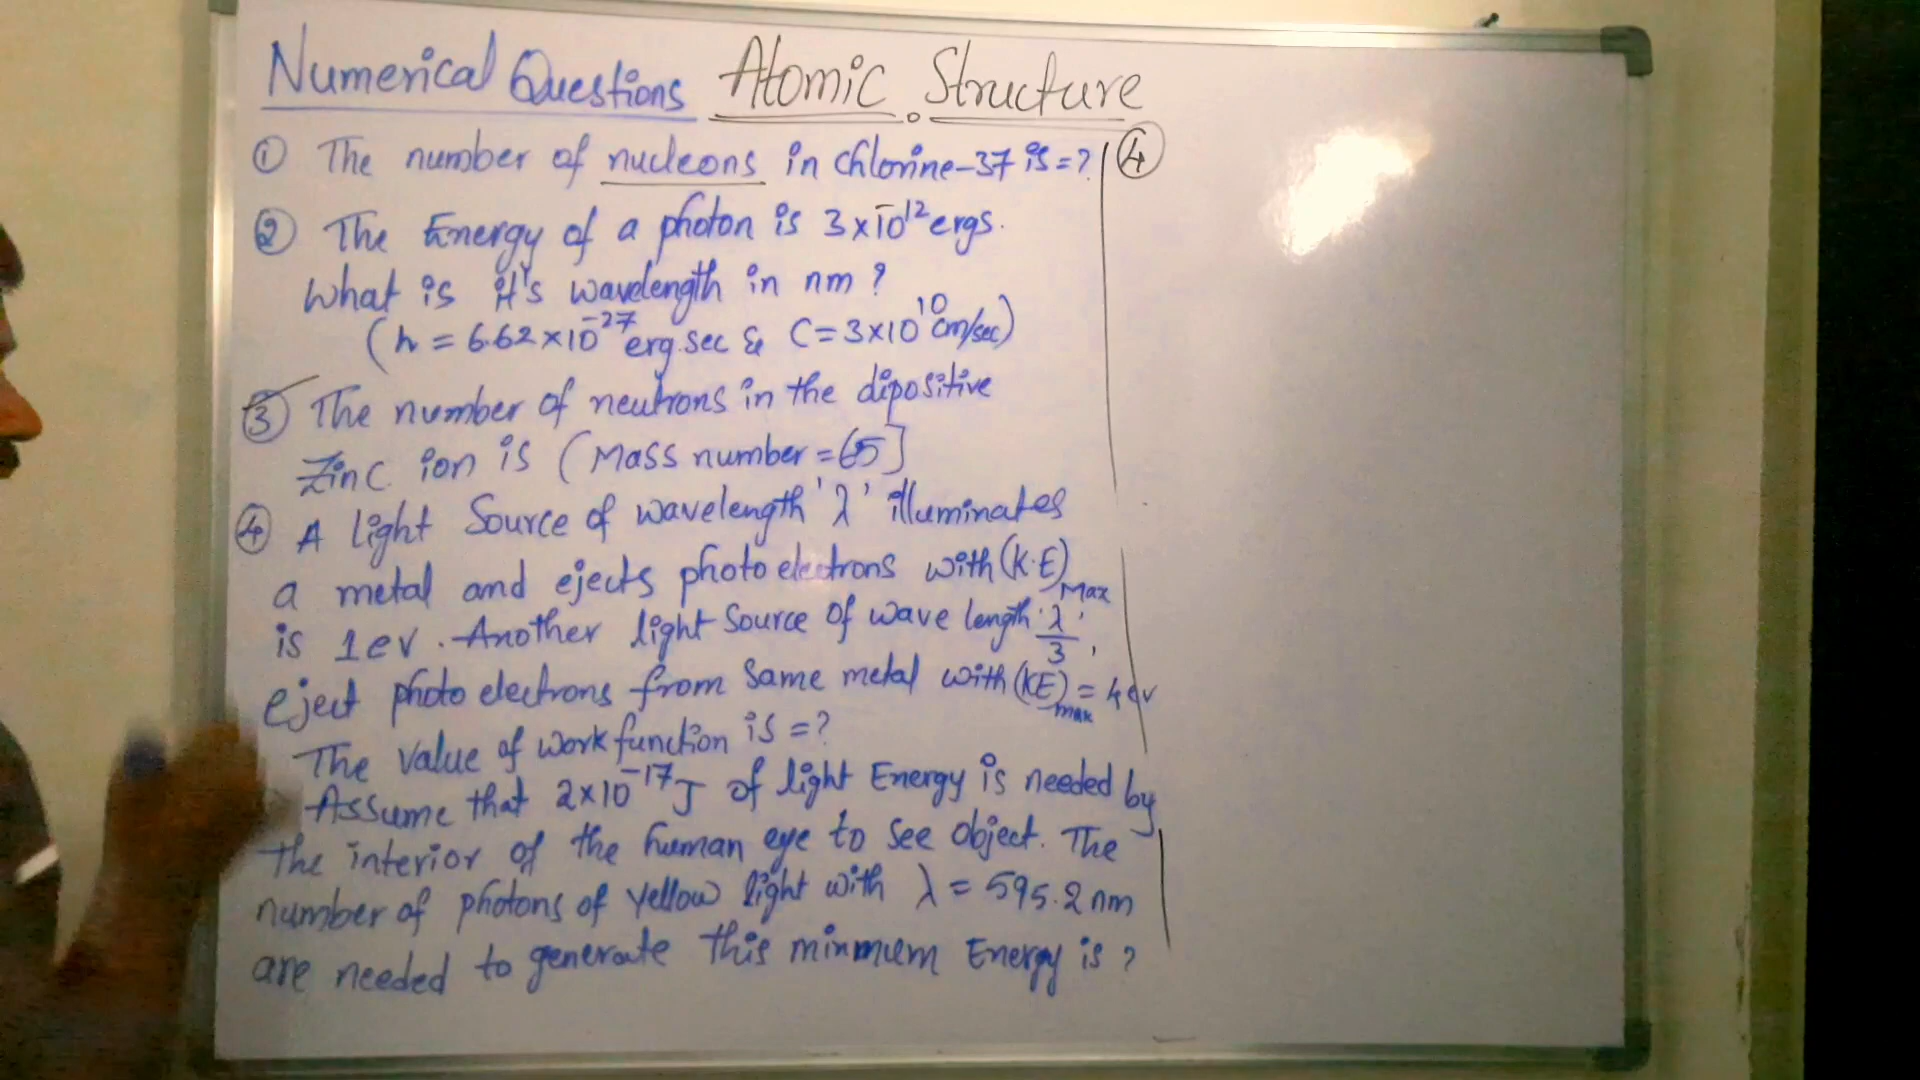 Numerical Questions Atomic Structure
① The number of nucleons in chlorine-37 is = ?
② The Energy of a photon is 3×10⁻¹² ergs.
What is it's wavelength in nm ?
(h = 6.62×10⁻²⁷ erg.sec & C = 3×10¹⁰ cm/sec)
③ The number of neutrons in the dipositive
Zinc ion is (Mass number = 65]
④ A light Source of wavelength 'λ' illuminates
a metal and ejects photo electrons with (K.E)Max
is 1ev. Another light Source of wave length 'λ/3',
eject photo electrons from Same metal with (KE)max = 4ev
The value of work function is = ?
Assume that 2×10⁻¹⁷J of light Energy is needed by
the interior of the human eye to see object. The
number of photons of yellow light with λ = 595.2 nm
are needed to generate this minmum Energy is ?
④